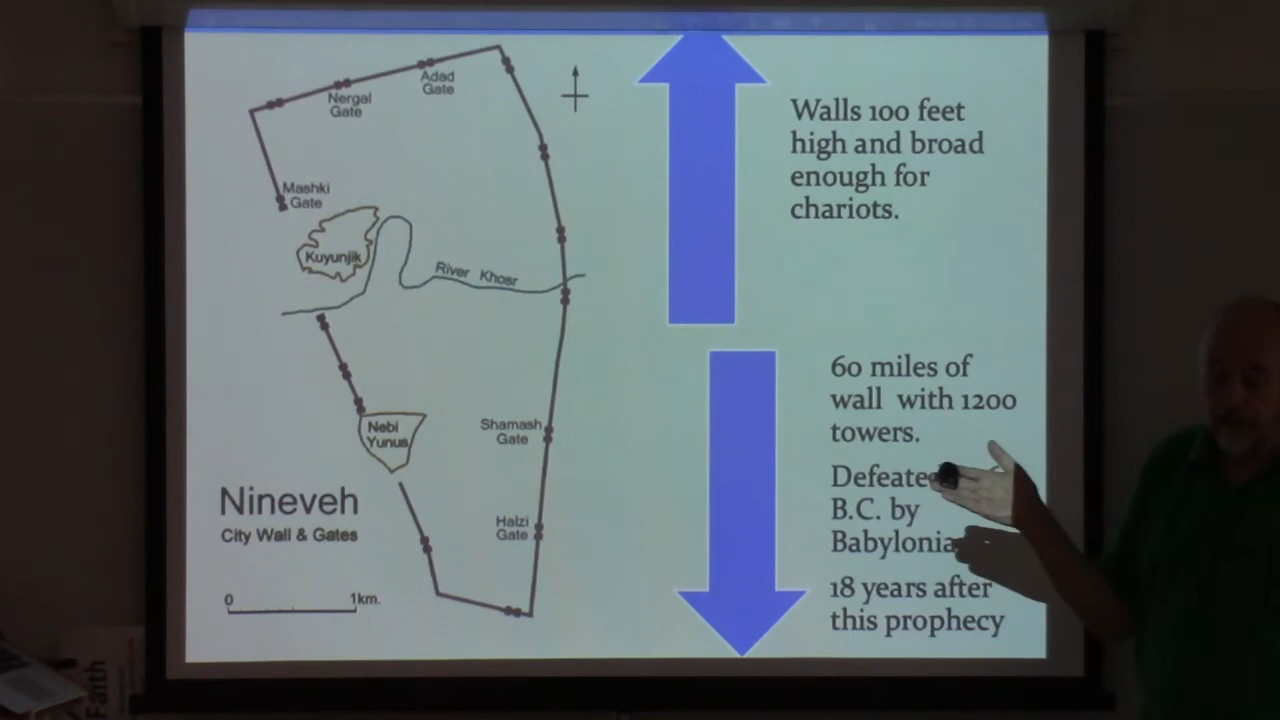 Adad
Gate
Nergal
Gate
Mashki
Gate
Kuyunjik
River Khosr
Nebi
Yunus
Shamash
Gate
Halzi
Gate
Nineveh
City Wall & Gates
0 1km.
Walls 100 feet
high and broad
enough for
chariots.
60 miles of
wall with 1200
towers.
Defeate
B.C. by
Babylonia
18 years after
this prophecy
Faith